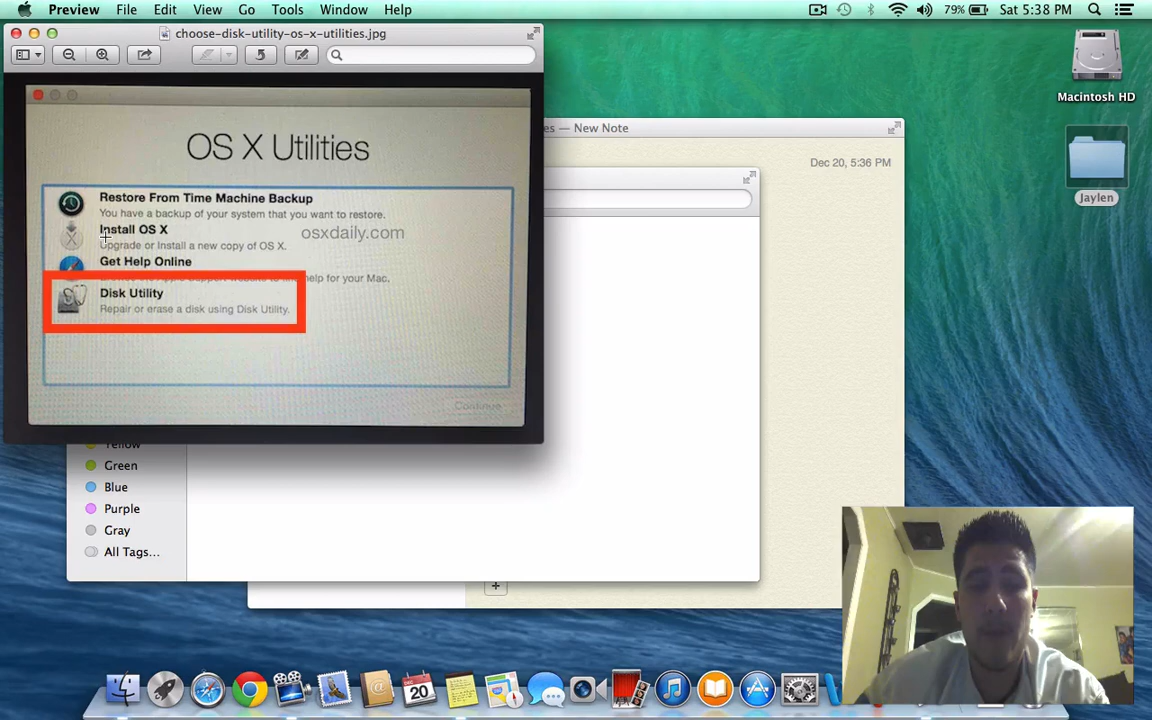 Preview File Edit View Go Tools Window Help 79% Sat 5:38 PM
choose-disk-utility-os-x-utilities.jpg
OS X Utilities
Restore From Time Machine Backup
You have a backup of your system that you want to restore.
Install OS X
Upgrade or Install a new copy of OS X.
osxdaily.com
Get Help Online
help for your Mac.
Disk Utility
Repair or erase a disk using Disk Utility.
Continue
es — New Note
Dec 20, 5:36 PM
Macintosh HD
Jaylen
Yellow
Green
Blue
Purple
Gray
All Tags...
+
DEC
20